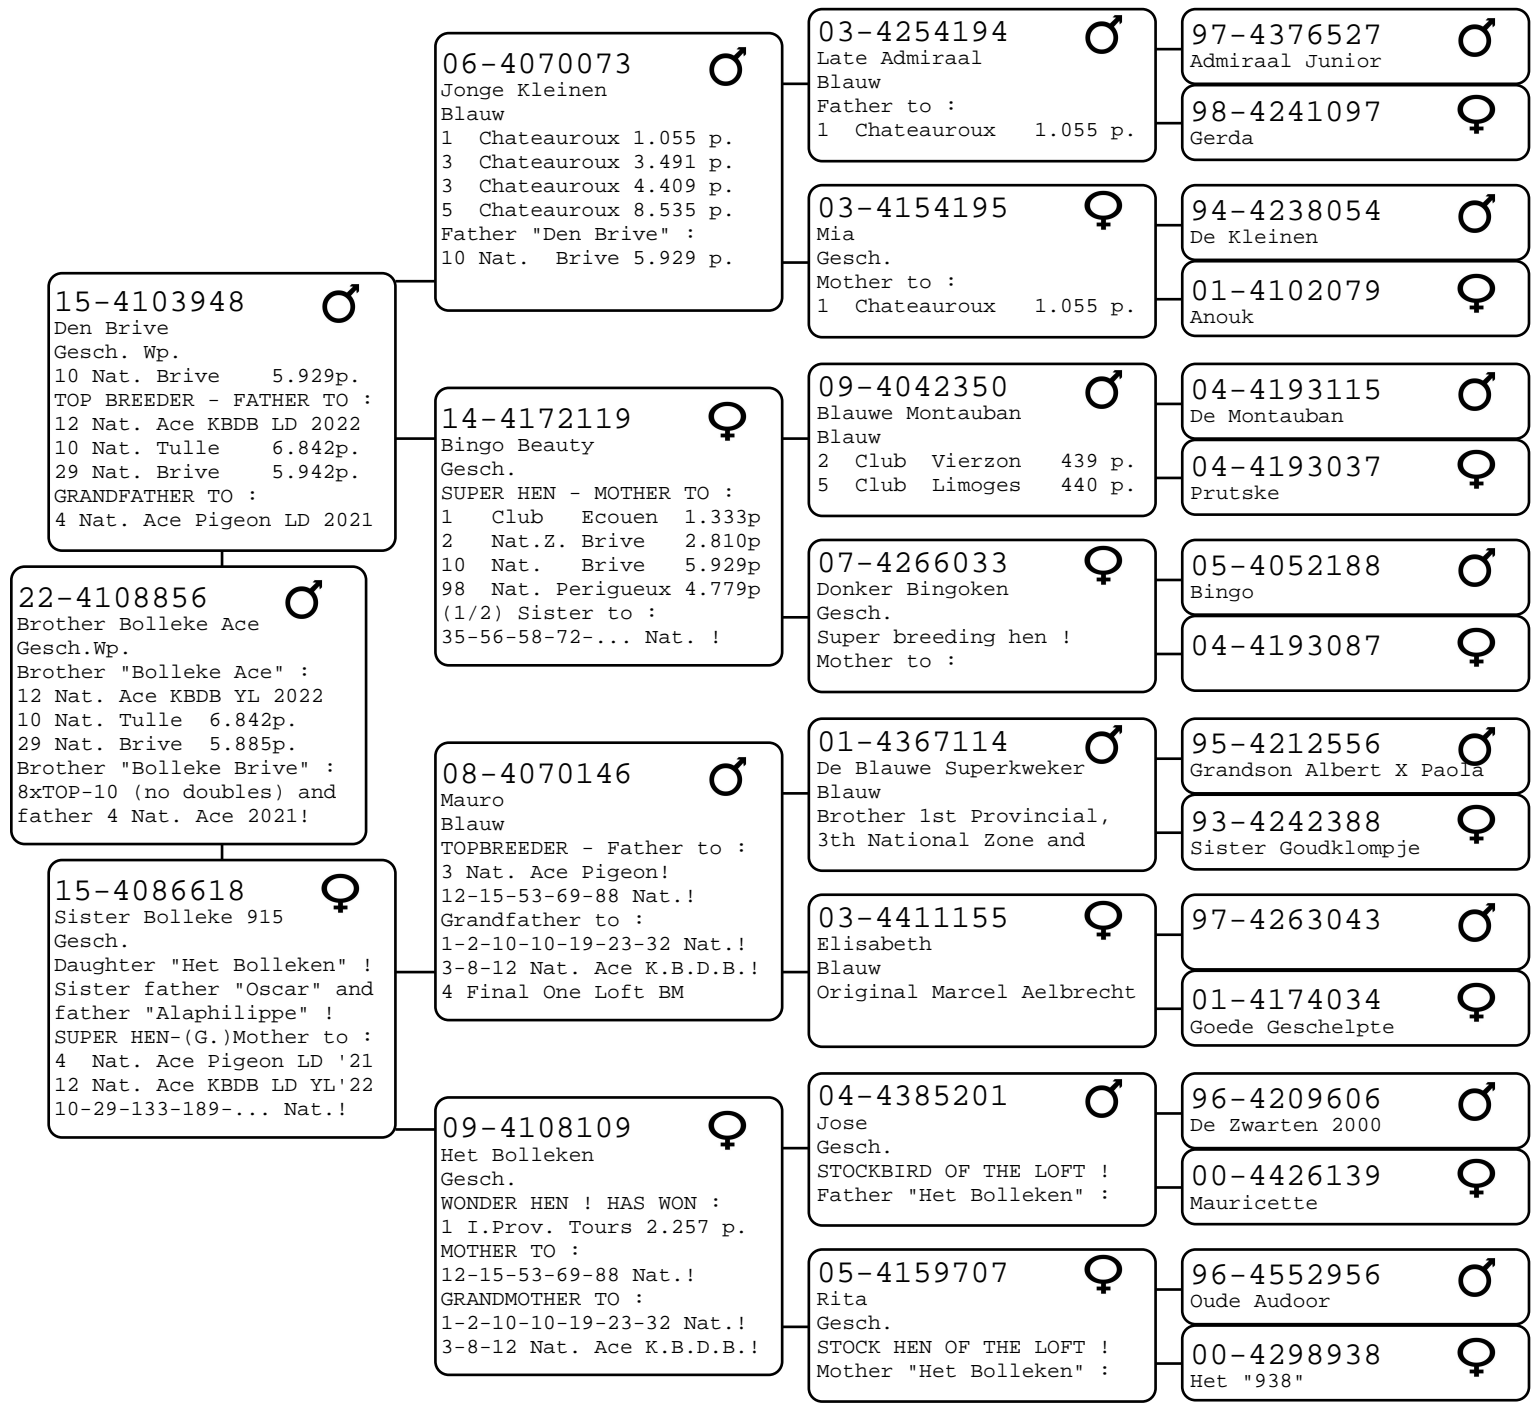 22-4108856
Brother Bolleke Ace
Gesch.Wp.
Brother "Bolleke Ace" :
12 Nat. Ace KBDB YL 2022
10 Nat. Tulle  6.842p.
29 Nat. Brive  5.885p.
Brother "Bolleke Brive" :
8xTOP-10 (no doubles) and
father 4 Nat. Ace 2021!
15-4103948
Den Brive
Gesch. Wp.
10 Nat. Brive    5.929p.
TOP BREEDER - FATHER TO :
12 Nat. Ace KBDB LD 2022
10 Nat. Tulle    6.842p.
29 Nat. Brive    5.942p.
GRANDFATHER TO :
4 Nat. Ace Pigeon LD 2021
15-4086618
Sister Bolleke 915
Gesch.
Daughter "Het Bolleken" !
Sister father "Oscar" and
father "Alaphilippe" !
SUPER HEN-(G.)Mother to :
4  Nat. Ace Pigeon LD '21
12 Nat. Ace KBDB LD YL'22
10-29-133-189-... Nat.!
06-4070073
Jonge Kleinen
Blauw
1  Chateauroux 1.055 p.
3  Chateauroux 3.491 p.
3  Chateauroux 4.409 p.
5  Chateauroux 8.535 p.
Father "Den Brive" :
10 Nat.  Brive 5.929 p.
14-4172119
Bingo Beauty
Gesch.
SUPER HEN - MOTHER TO :
1   Club   Ecouen  1.333p
2   Nat.Z. Brive   2.810p
10  Nat.   Brive   5.929p
98  Nat. Perigueux 4.779p
(1/2) Sister to :
35-56-58-72-... Nat. !
08-4070146
Mauro
Blauw
TOPBREEDER - Father to :
3 Nat. Ace Pigeon!
12-15-53-69-88 Nat.!
Grandfather to :
1-2-10-10-19-23-32 Nat.!
3-8-12 Nat. Ace K.B.D.B.!
4 Final One Loft BM
09-4108109
Het Bolleken
Gesch.
WONDER HEN ! HAS WON :
1 I.Prov. Tours 2.257 p.
MOTHER TO :
12-15-53-69-88 Nat.!
GRANDMOTHER TO :
1-2-10-10-19-23-32 Nat.!
3-8-12 Nat. Ace K.B.D.B.!
03-4254194
Late Admiraal
Blauw
Father to :
1  Chateauroux   1.055 p.
03-4154195
Mia
Gesch.
Mother to :
1  Chateauroux   1.055 p.
09-4042350
Blauwe Montauban
Blauw
2  Club  Vierzon   439 p.
5  Club  Limoges   440 p.
07-4266033
Donker Bingoken
Gesch.
Super breeding hen !
Mother to :
01-4367114
De Blauwe Superkweker
Blauw
Brother 1st Provincial,
3th National Zone and
03-4411155
Elisabeth
Blauw
Original Marcel Aelbrecht
04-4385201
Jose
Gesch.
STOCKBIRD OF THE LOFT !
Father "Het Bolleken" :
05-4159707
Rita
Gesch.
STOCK HEN OF THE LOFT !
Mother "Het Bolleken" :
97-4376527
Admiraal Junior
98-4241097
Gerda
94-4238054
De Kleinen
01-4102079
Anouk
04-4193115
De Montauban
04-4193037
Prutske
05-4052188
Bingo
04-4193087
95-4212556
Grandson Albert X Paola
93-4242388
Sister Goudklompje
97-4263043
01-4174034
Goede Geschelpte
96-4209606
De Zwarten 2000
00-4426139
Mauricette
96-4552956
Oude Audoor
00-4298938
Het "938"